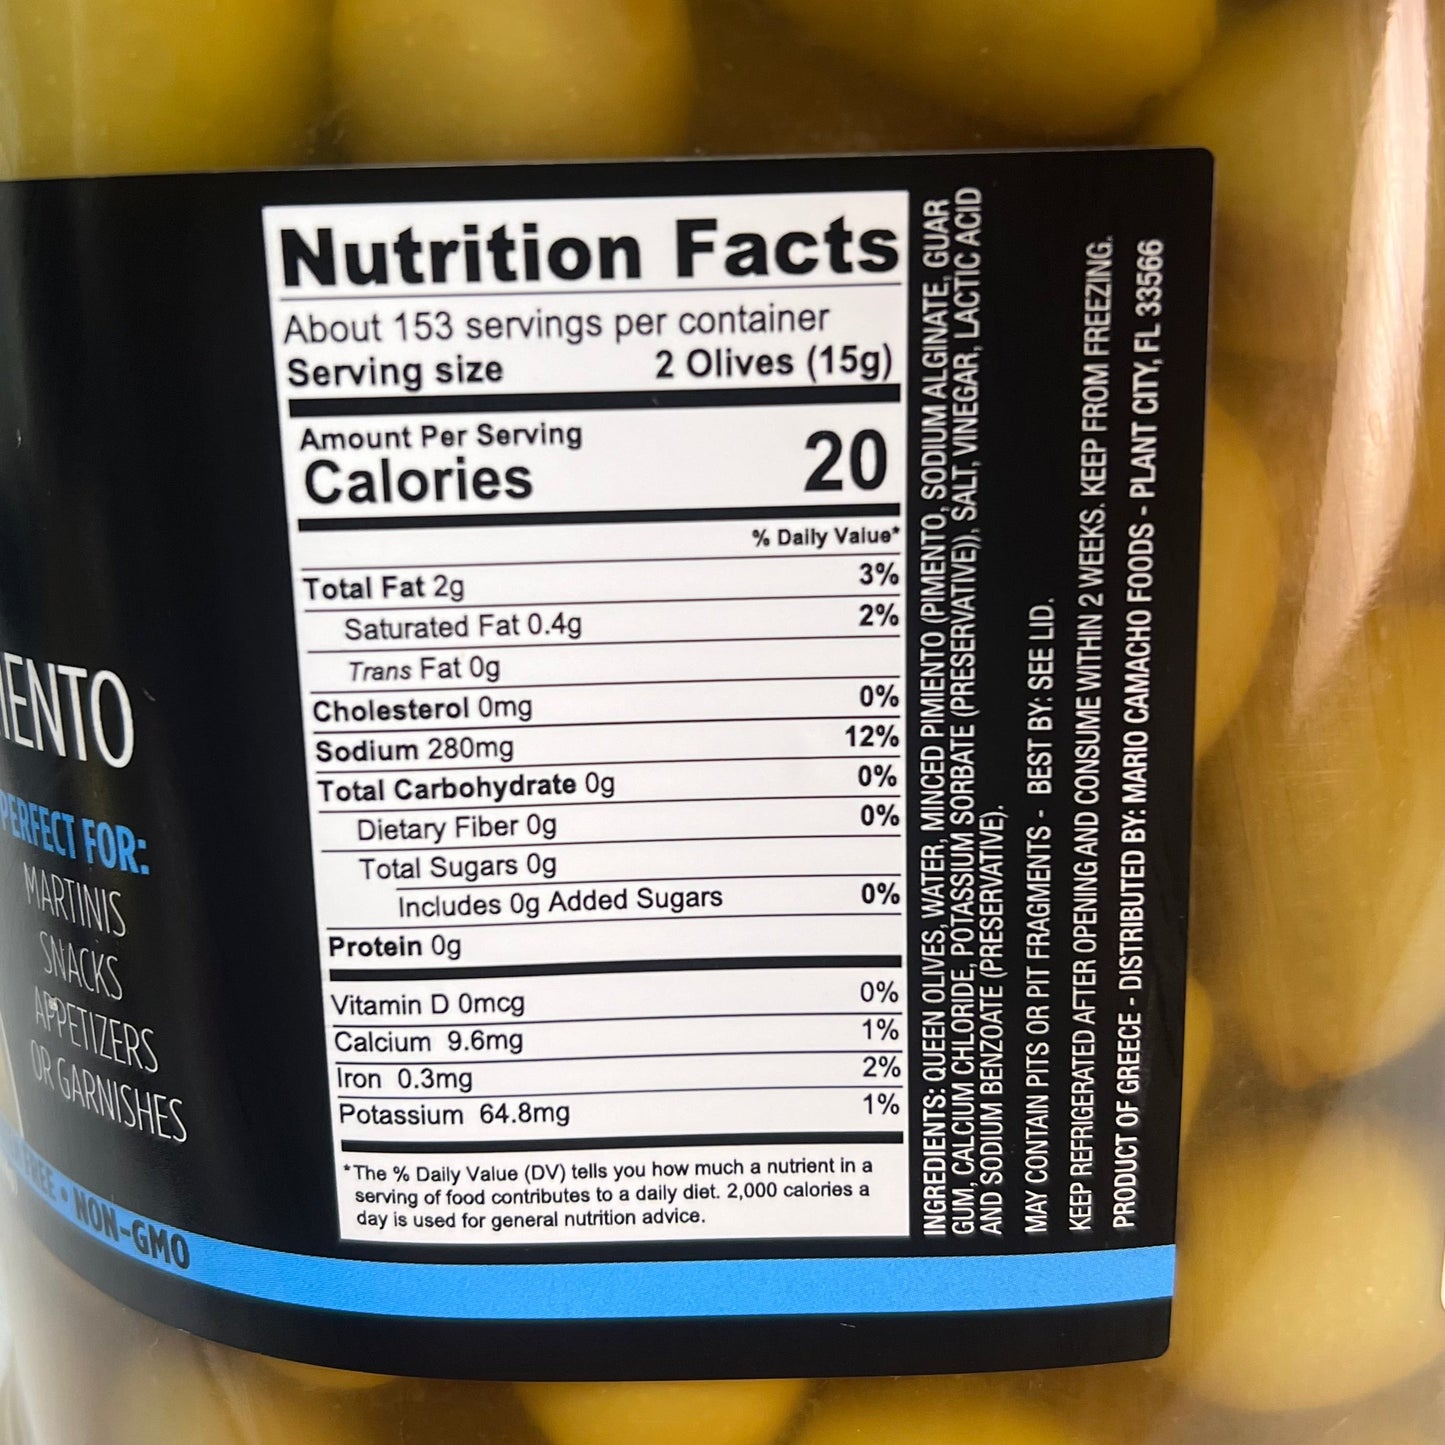 PERFECT FOR:
MARTINIS
SNACKS
APPETIZERS
OR GARNISHES
FREE • NON-GMO
Nutrition Facts
About 153 servings per container
Serving size 2 Olives (15g)
Amount Per Serving
Calories 20
% Daily Value*
Total Fat 2g 3%
Saturated Fat 0.4g 2%
Trans Fat 0g
Cholesterol 0mg 0%
Sodium 280mg 12%
Total Carbohydrate 0g 0%
Dietary Fiber 0g 0%
Total Sugars 0g
Includes 0g Added Sugars 0%
Protein 0g
Vitamin D 0mcg 0%
Calcium 9.6mg 1%
Iron 0.3mg 2%
Potassium 64.8mg 1%
*The % Daily Value (DV) tells you how much a nutrient in a
serving of food contributes to a daily diet. 2,000 calories a
day is used for general nutrition advice.
INGREDIENTS: QUEEN OLIVES, WATER, MINCED PIMIENTO (PIMENTO, SODIUM ALGINATE, GUAR
GUM, CALCIUM CHLORIDE, POTASSIUM SORBATE (PRESERVATIVE)), SALT, VINEGAR, LACTIC ACID
AND SODIUM BENZOATE (PRESERVATIVE).
MAY CONTAIN PITS OR PIT FRAGMENTS - BEST BY: SEE LID.
KEEP REFRIGERATED AFTER OPENING AND CONSUME WITHIN 2 WEEKS. KEEP FROM FREEZING.
PRODUCT OF GREECE - DISTRIBUTED BY: MARIO CAMACHO FOODS - PLANT CITY, FL 33566